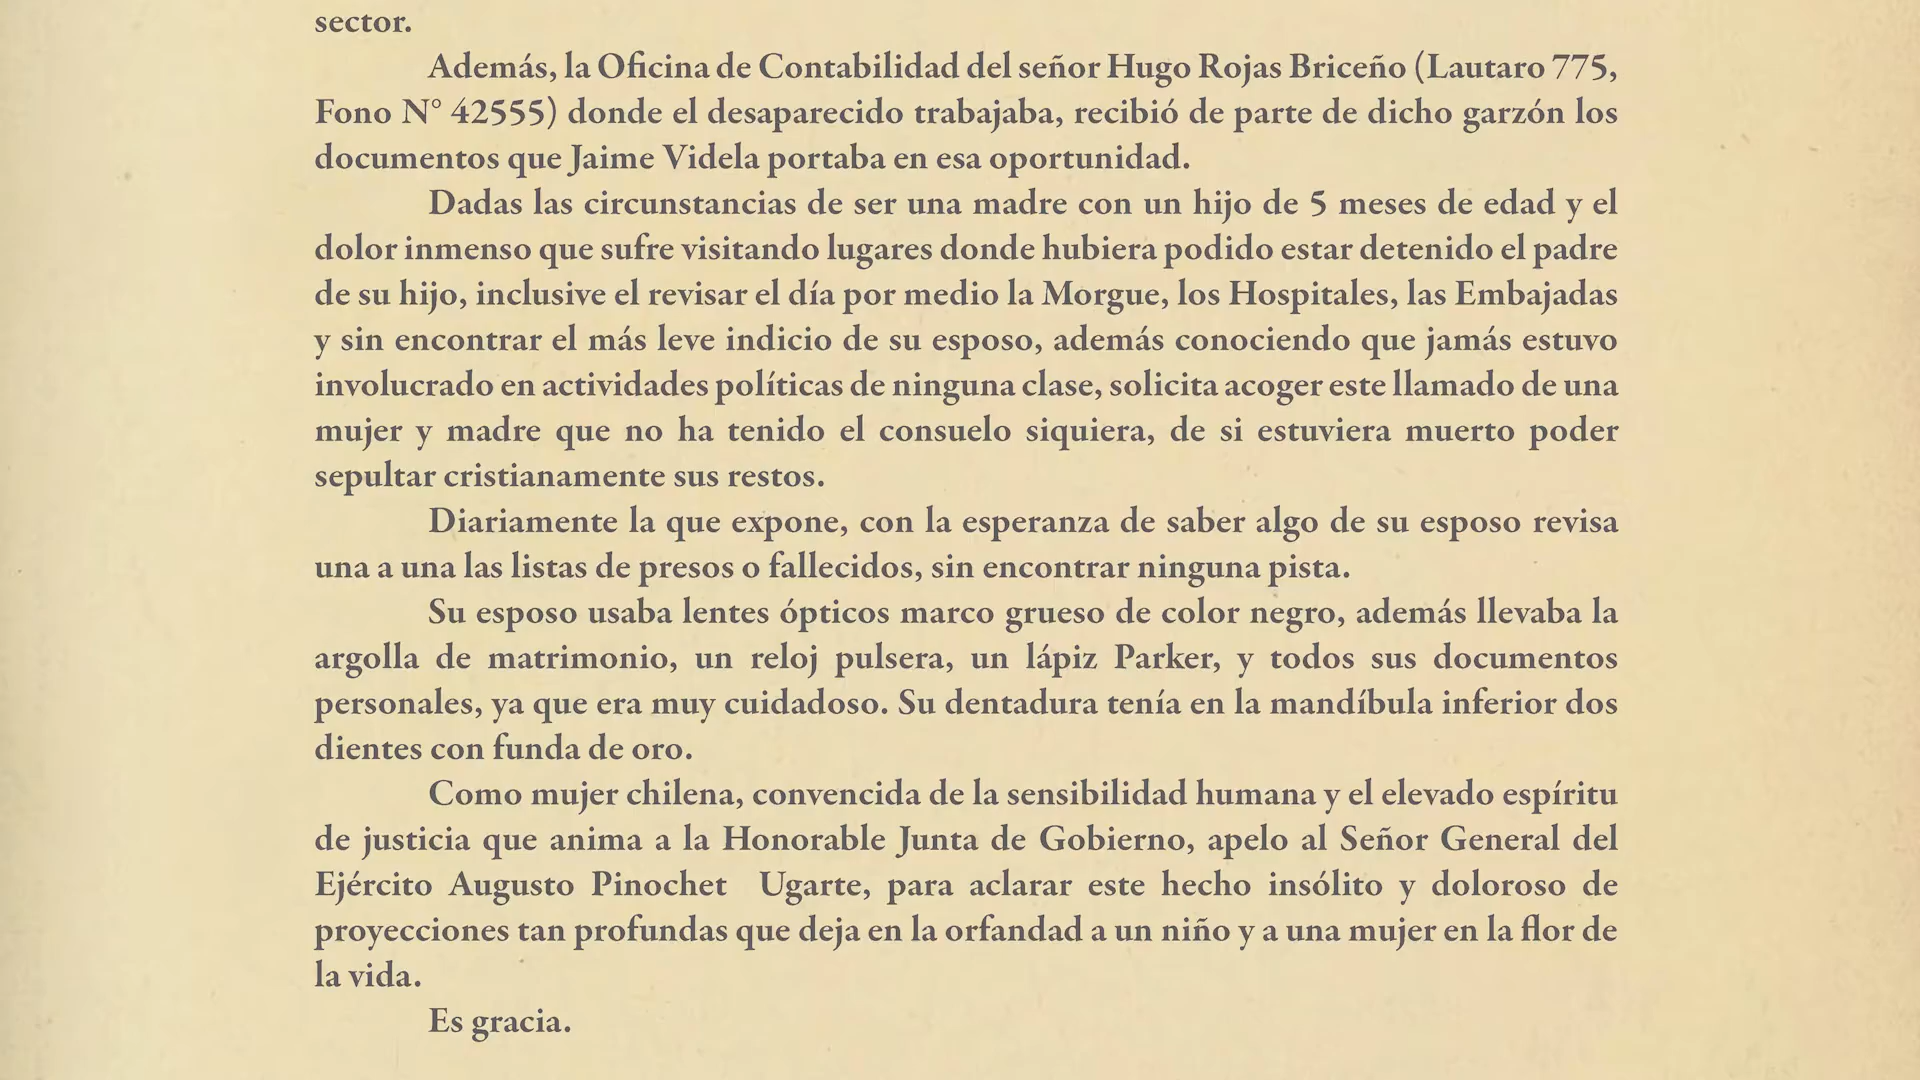 sector.
Además, la Oficina de Contabilidad del señor Hugo Rojas Briceño (Lautaro 775,
Fono N° 42555) donde el desaparecido trabajaba, recibió de parte de dicho garzón los
documentos que Jaime Videla portaba en esa oportunidad.
Dadas las circunstancias de ser una madre con un hijo de 5 meses de edad y el
dolor inmenso que sufre visitando lugares donde hubiera podido estar detenido el padre
de su hijo, inclusive el revisar el día por medio la Morgue, los Hospitales, las Embajadas
y sin encontrar el más leve indicio de su esposo, además conociendo que jamás estuvo
involucrado en actividades políticas de ninguna clase, solicita acoger este llamado de una
mujer y madre que no ha tenido el consuelo siquiera, de si estuviera muerto poder
sepultar cristianamente sus restos.
Diariamente la que expone, con la esperanza de saber algo de su esposo revisa
una a una las listas de presos o fallecidos, sin encontrar ninguna pista.
Su esposo usaba lentes ópticos marco grueso de color negro, además llevaba la
argolla de matrimonio, un reloj pulsera, un lápiz Parker, y todos sus documentos
personales, ya que era muy cuidadoso. Su dentadura tenía en la mandíbula inferior dos
dientes con funda de oro.
Como mujer chilena, convencida de la sensibilidad humana y el elevado espíritu
de justicia que anima a la Honorable Junta de Gobierno, apelo al Señor General del
Ejército Augusto Pinochet  Ugarte, para aclarar este hecho insólito y doloroso de
proyecciones tan profundas que deja en la orfandad a un niño y a una mujer en la flor de
la vida.
Es gracia.